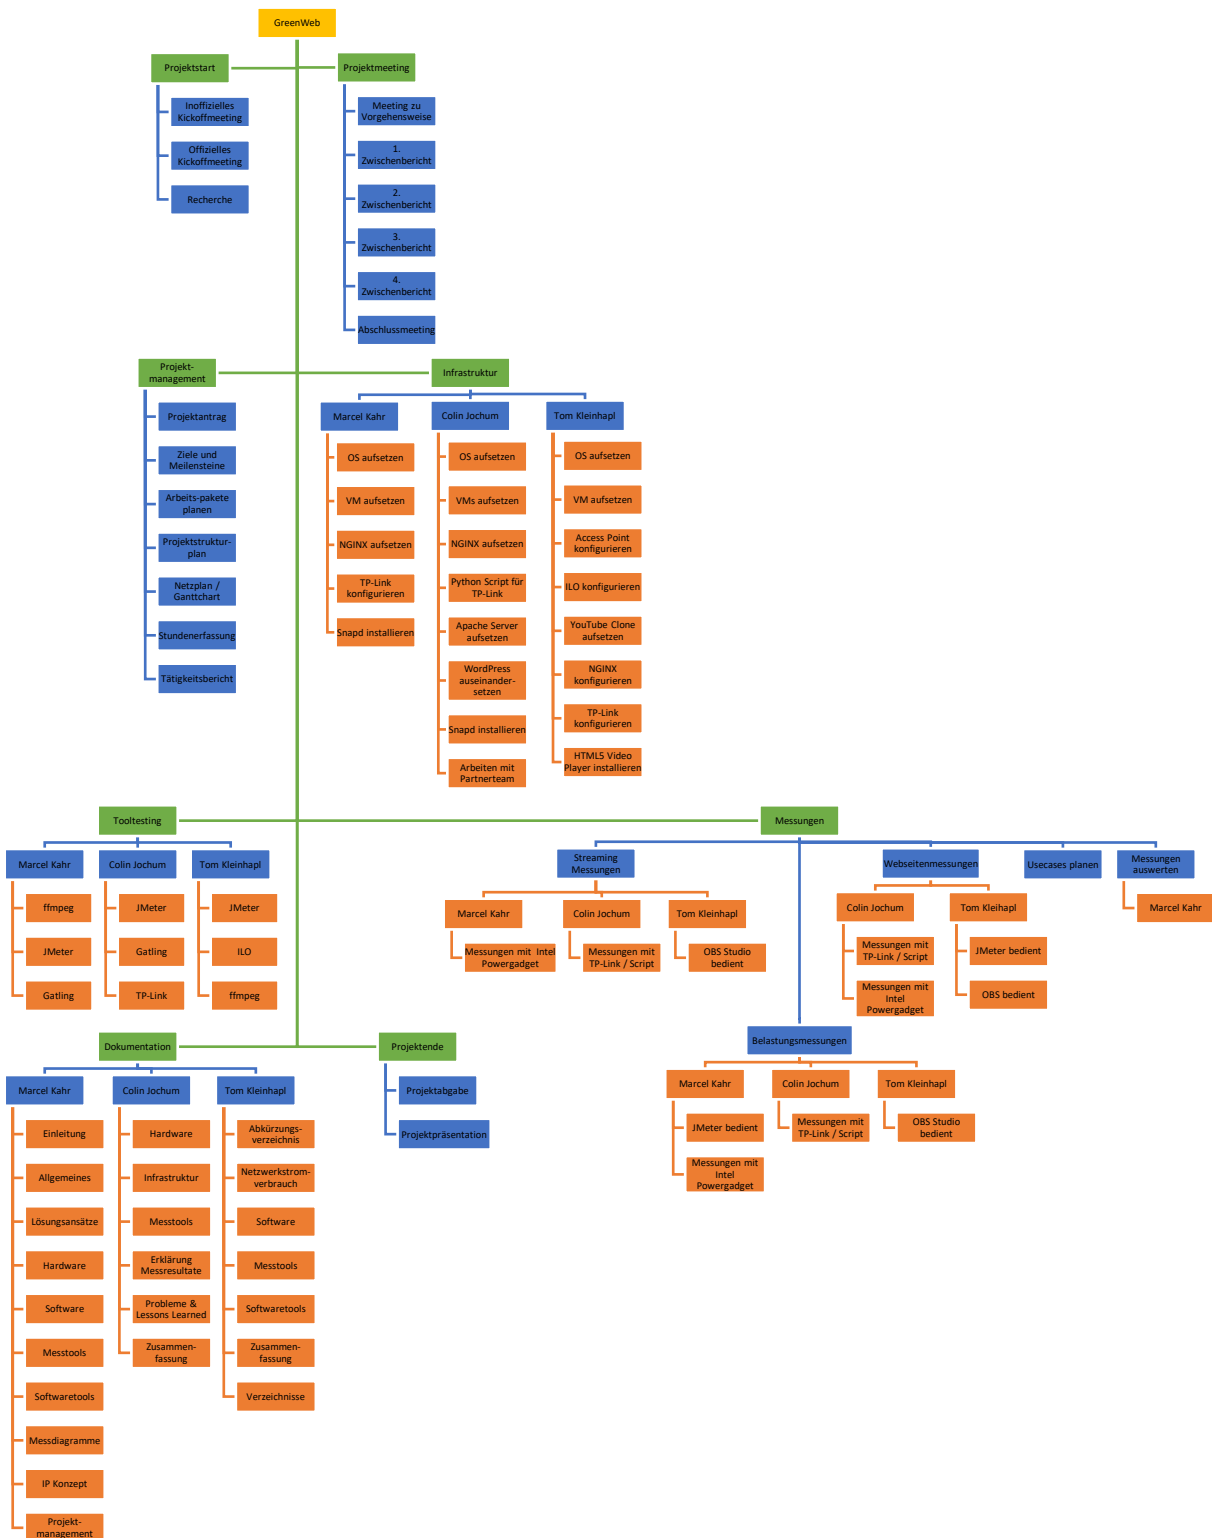 GreenWeb
Projektstart
Projektmeeting
Inoffizielles
Kickoffmeeting
Offizielles
Kickoffmeeting
Recherche
Meeting zu
Vorgehensweise
1.
Zwischenbericht
2.
Zwischenbericht
3.
Zwischenbericht
4.
Zwischenbericht
Abschlussmeeting
Projekt-
management
Infrastruktur
Projektantrag
Ziele und
Meilensteine
Arbeits-pakete
planen
Projektstruktur-
plan
Netzplan /
Ganttchart
Stundenerfassung
Tätigkeitsbericht
Marcel Kahr
OS aufsetzen
VM aufsetzen
NGINX aufsetzen
TP-Link
konfigurieren
Snapd installieren
Colin Jochum
OS aufsetzen
VMs aufsetzen
NGINX aufsetzen
Python Script für
TP-Link
Apache Server
aufsetzen
WordPress
auseinander-
setzen
Snapd installieren
Arbeiten mit
Partnerteam
Tom Kleinhapl
OS aufsetzen
VM aufsetzen
Access Point
konfigurieren
ILO konfigurieren
YouTube Clone
aufsetzen
NGINX
konfigurieren
TP-Link
konfigurieren
HTML5 Video
Player installieren
Tooltesting
Messungen
Marcel Kahr
ffmpeg
JMeter
Gatling
Colin Jochum
JMeter
Gatling
TP-Link
Tom Kleinhapl
JMeter
ILO
ffmpeg
Streaming
Messungen
Marcel Kahr
Messungen mit Intel
Powergadget
Colin Jochum
Messungen mit
TP-Link / Script
Tom Kleinhapl
OBS Studio
bedient
Webseitenmessungen
Colin Jochum
Messungen mit
TP-Link / Script
Messungen mit
Intel
Powergadget
Tom Kleihapl
JMeter bedient
OBS bedient
Usecases planen
Messungen
auswerten
Marcel Kahr
Belastungsmessungen
Marcel Kahr
JMeter bedient
Messungen mit
Intel
Powergadget
Colin Jochum
Messungen mit
TP-Link / Script
Tom Kleinhapl
OBS Studio
bedient
Dokumentation
Projektende
Marcel Kahr
Einleitung
Allgemeines
Lösungsansätze
Hardware
Software
Messtools
Softwaretools
Messdiagramme
IP Konzept
Projekt-
management
Colin Jochum
Hardware
Infrastruktur
Messtools
Erklärung
Messresultate
Probleme &
Lessons Learned
Zusammen-
fassung
Tom Kleinhapl
Abkürzungs-
verzeichnis
Netzwerkstrom-
verbrauch
Software
Messtools
Softwaretools
Zusammen-
fassung
Verzeichnisse
Projektabgabe
Projektpräsentation